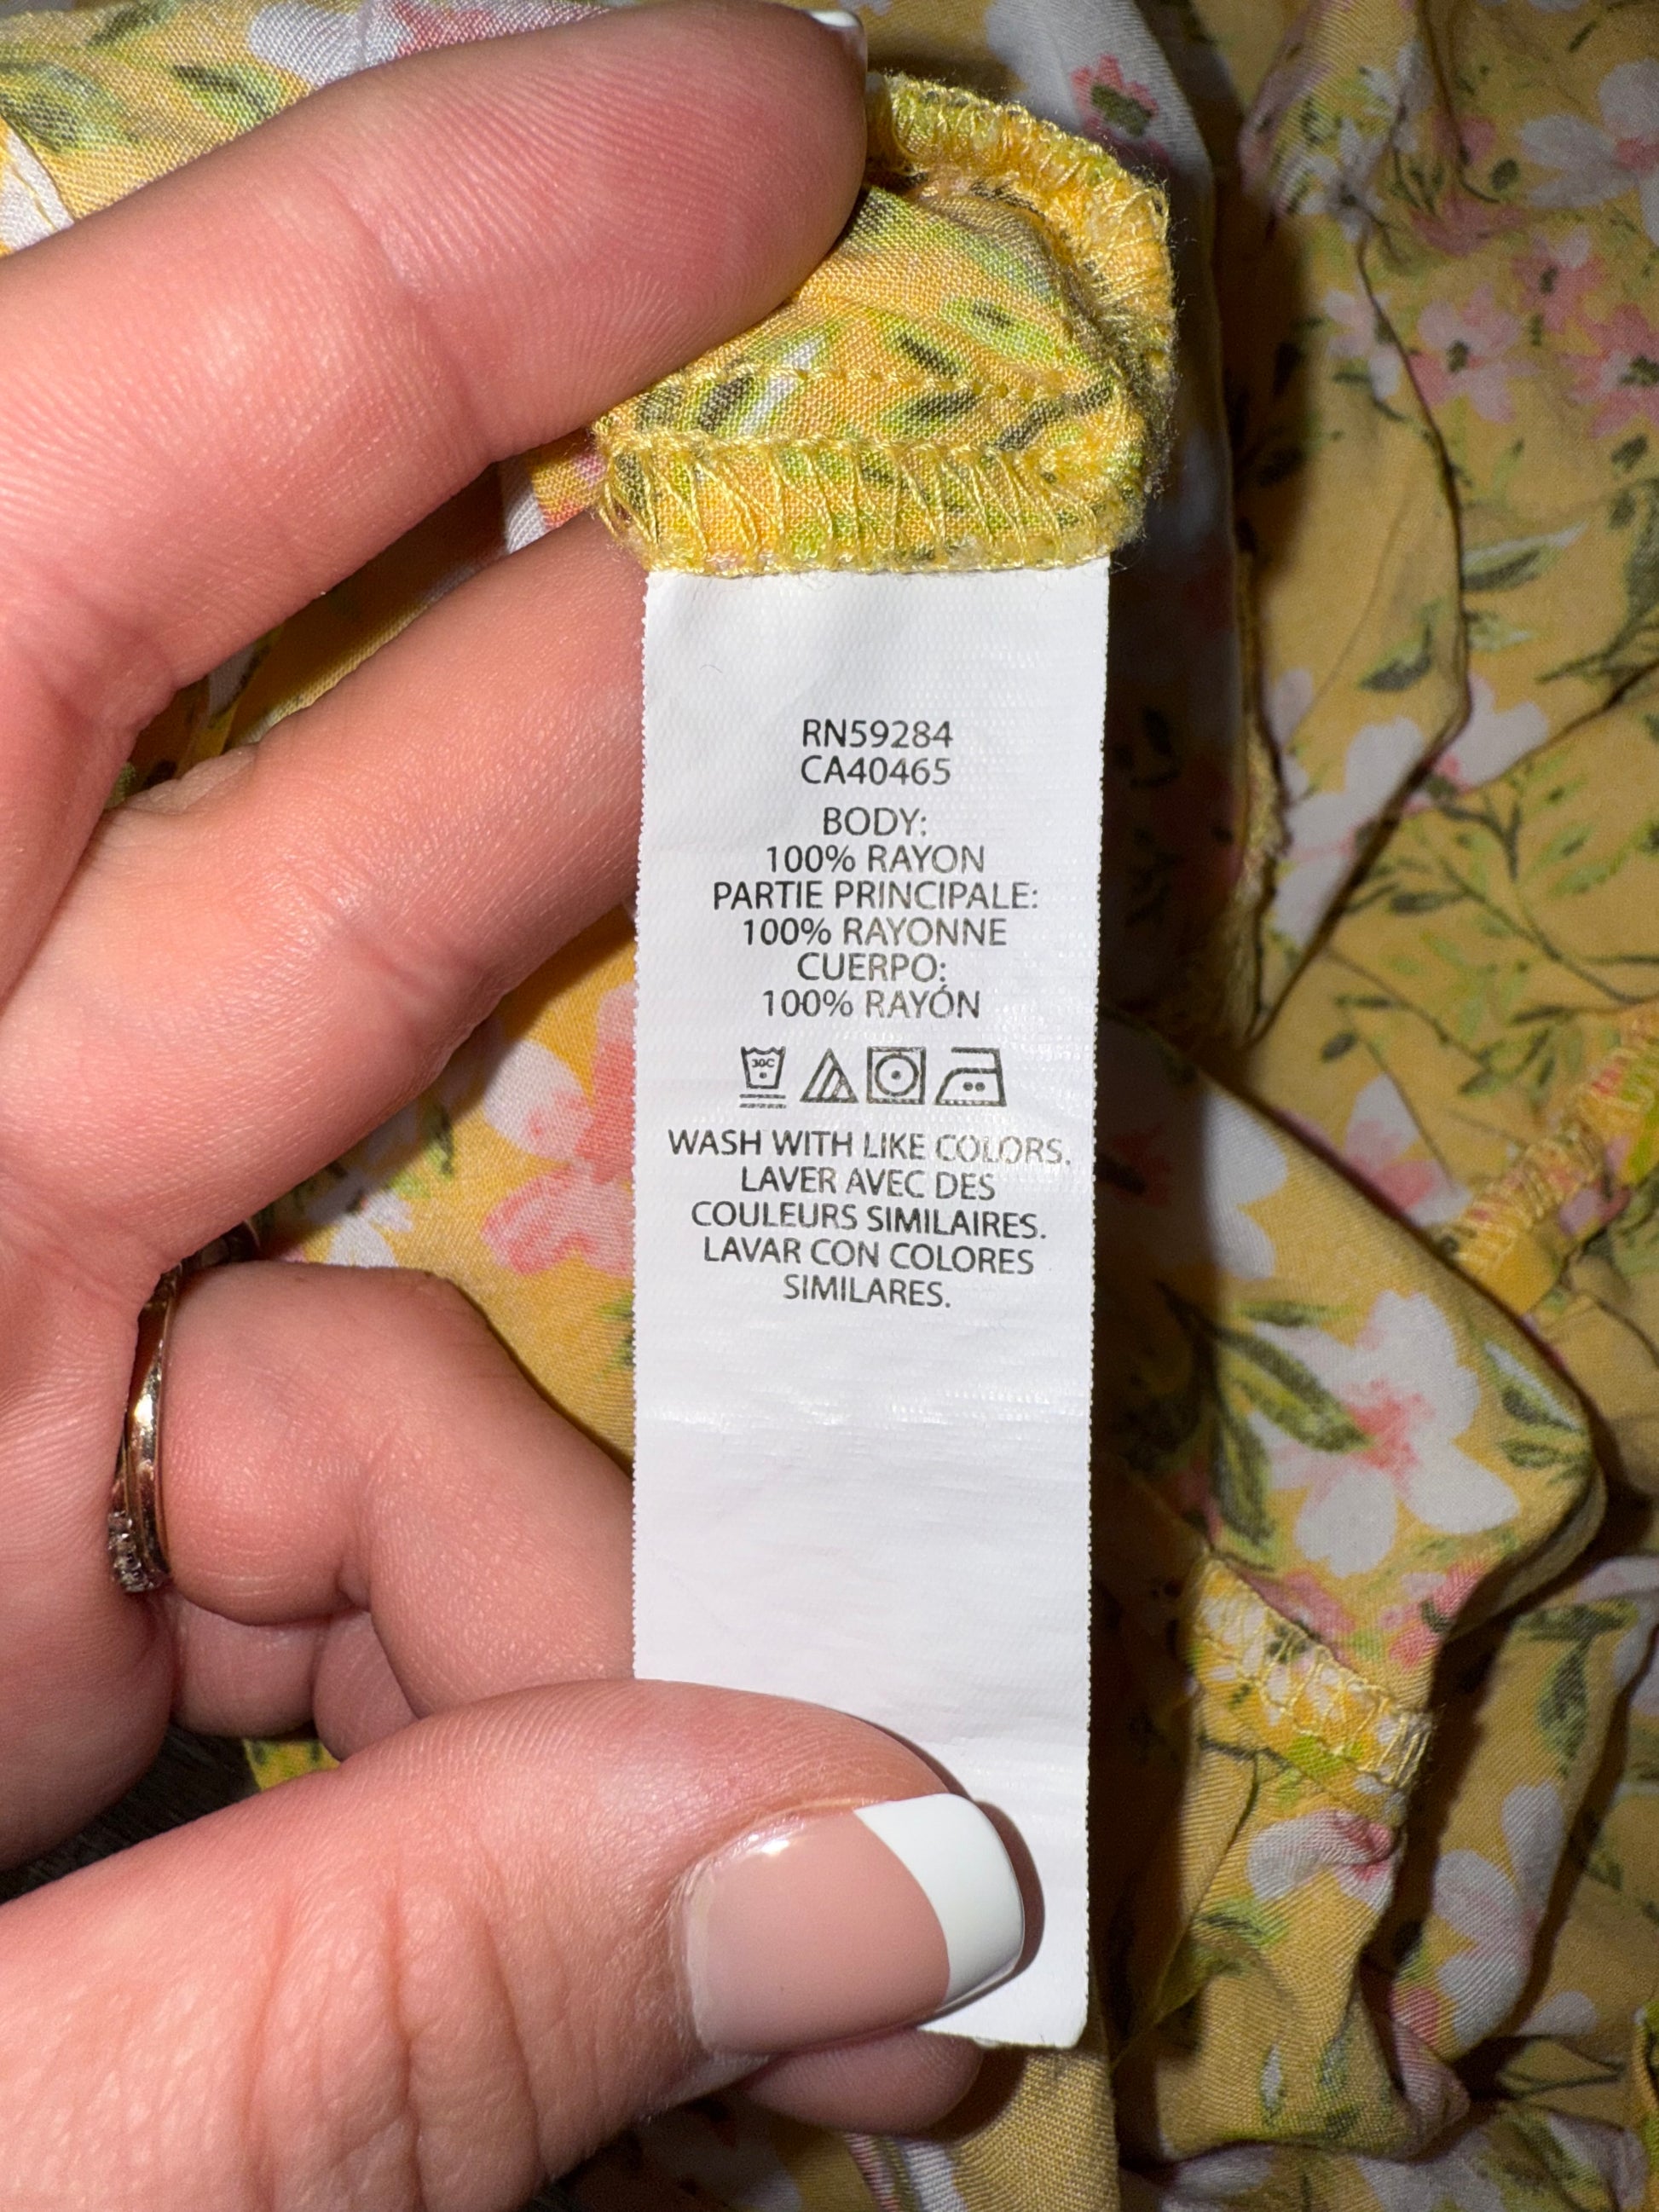 RN59284
CA40465
BODY:
100% RAYON
PARTIE PRINCIPALE:
100% RAYONNE
CUERPO:
100% RAYÓN
30C
WASH WITH LIKE COLORS.
LAVER AVEC DES
COULEURS SIMILAIRES.
LAVAR CON COLORES
SIMILARES.